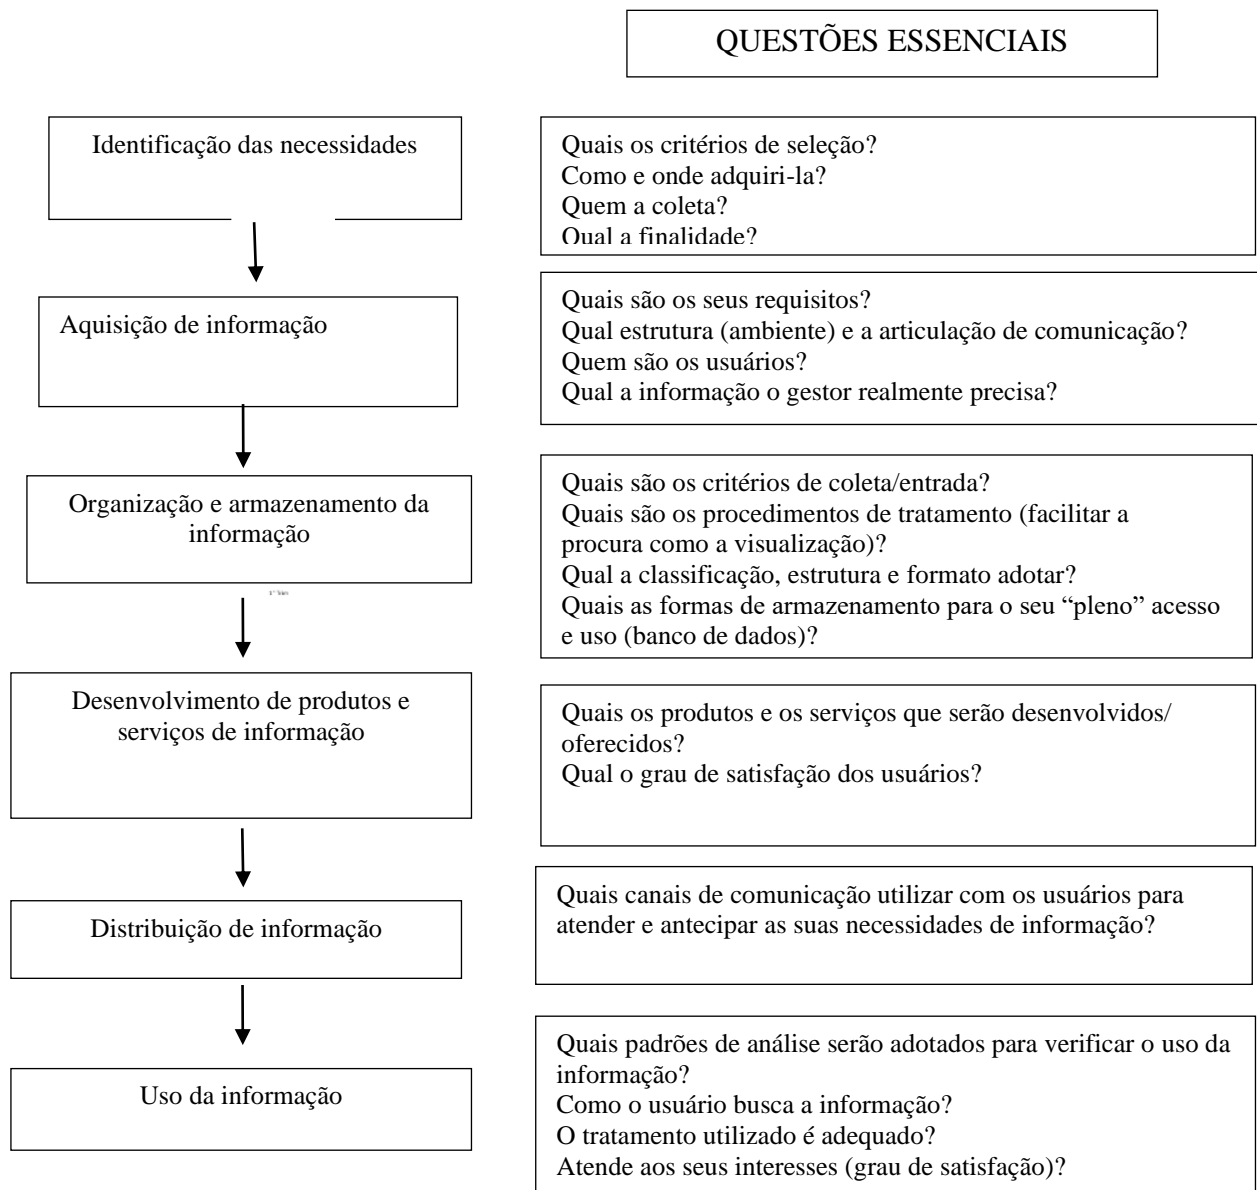 QUESTÕES ESSENCIAIS
Identificação das necessidades
Quais os critérios de seleção?
Como e onde adquiri-la?
Quem a coleta?
Qual a finalidade?
Aquisição de informação
Quais são os seus requisitos?
Qual estrutura (ambiente) e a articulação de comunicação?
Quem são os usuários?
Qual a informação o gestor realmente precisa?
Organização e armazenamento da
informação
Quais são os critérios de coleta/entrada?
Quais são os procedimentos de tratamento (facilitar a
procura como a visualização)?
Qual a classificação, estrutura e formato adotar?
Quais as formas de armazenamento para o seu “pleno” acesso
e uso (banco de dados)?
Desenvolvimento de produtos e
serviços de informação
Quais os produtos e os serviços que serão desenvolvidos/
oferecidos?
Qual o grau de satisfação dos usuários?
Distribuição de informação
Quais canais de comunicação utilizar com os usuários para
atender e antecipar as suas necessidades de informação?
Uso da informação
Quais padrões de análise serão adotados para verificar o uso da
informação?
Como o usuário busca a informação?
O tratamento utilizado é adequado?
Atende aos seus interesses (grau de satisfação)?